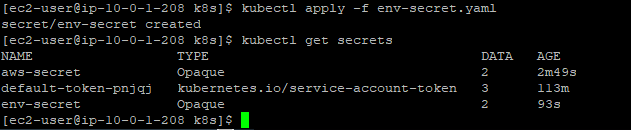 [ec2-user@ip-10-0-1-208 k8s]$ kubectl apply -f env-secret.yaml
secret/env-secret created
[ec2-user@ip-10-0-1-208 k8s]$ kubectl get secrets
NAME TYPE DATA AGE
aws-secret Opaque 2 2m49s
default-token-pnjqj kubernetes.io/service-account-token 3 113m
env-secret Opaque 2 93s
[ec2-user@ip-10-0-1-208 k8s]$